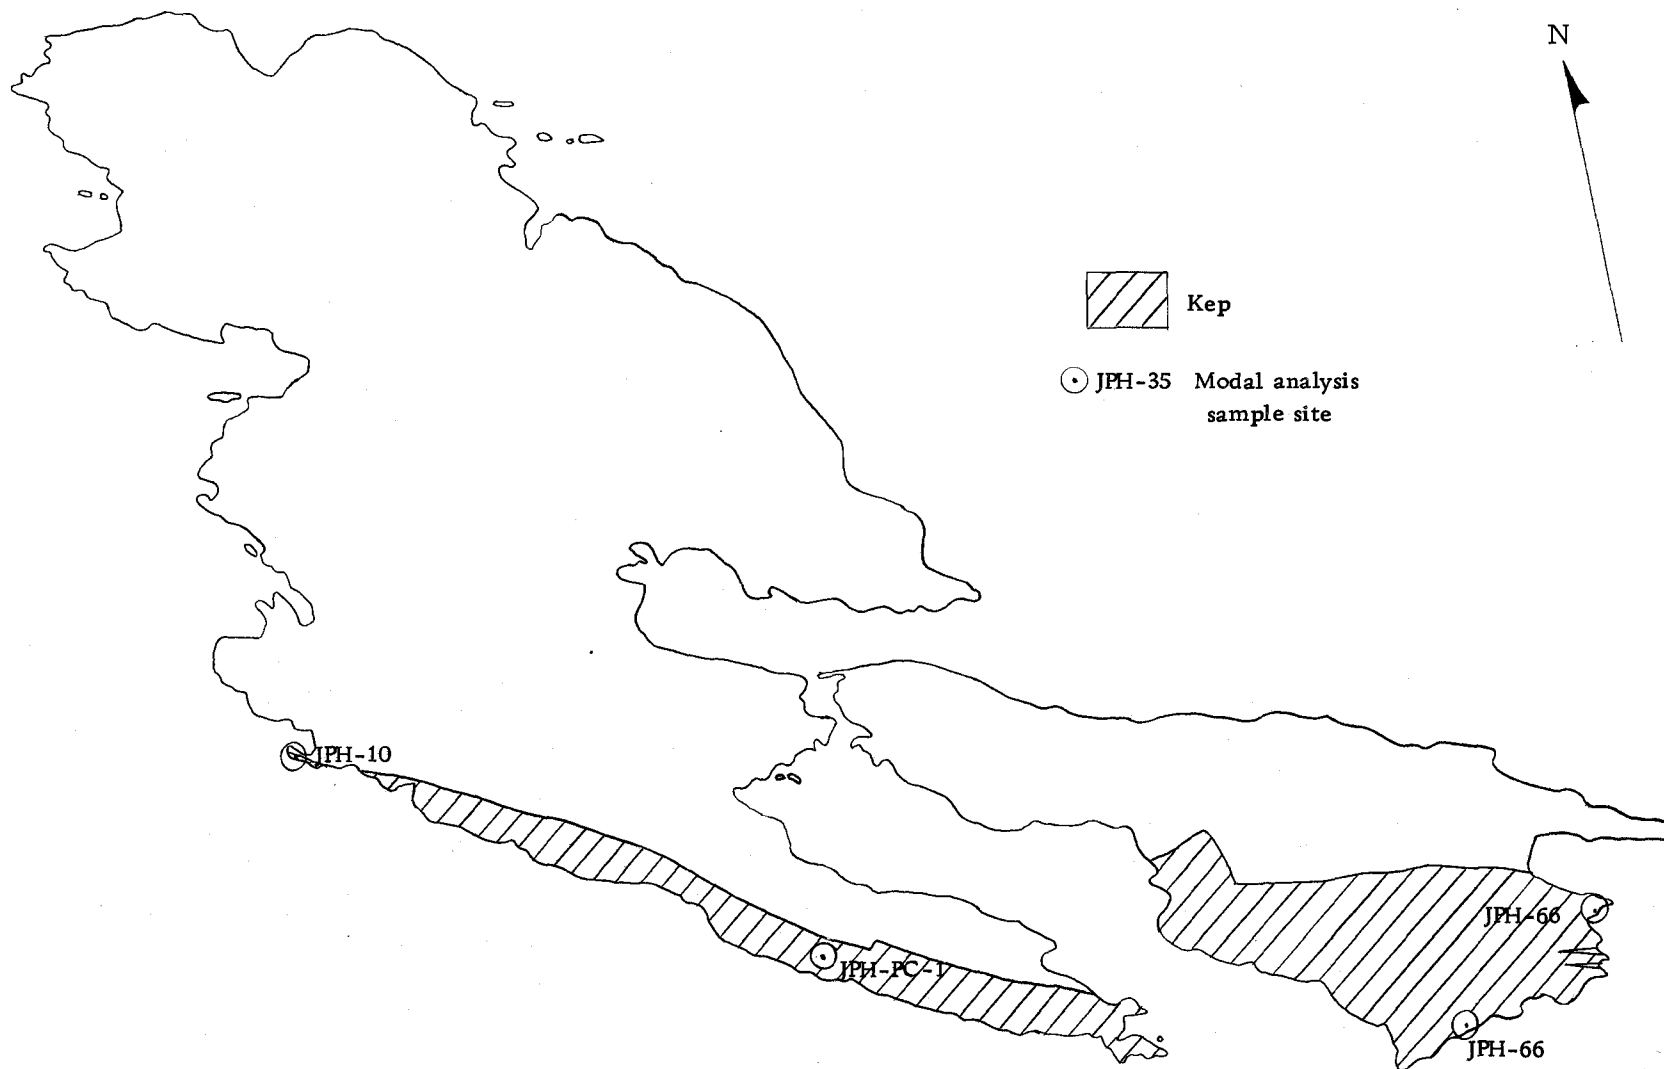 N
Kep
JPH-35 Modal analysis
sample site
JPH-10
JPH-66
JPH-PC-1
JPH-66